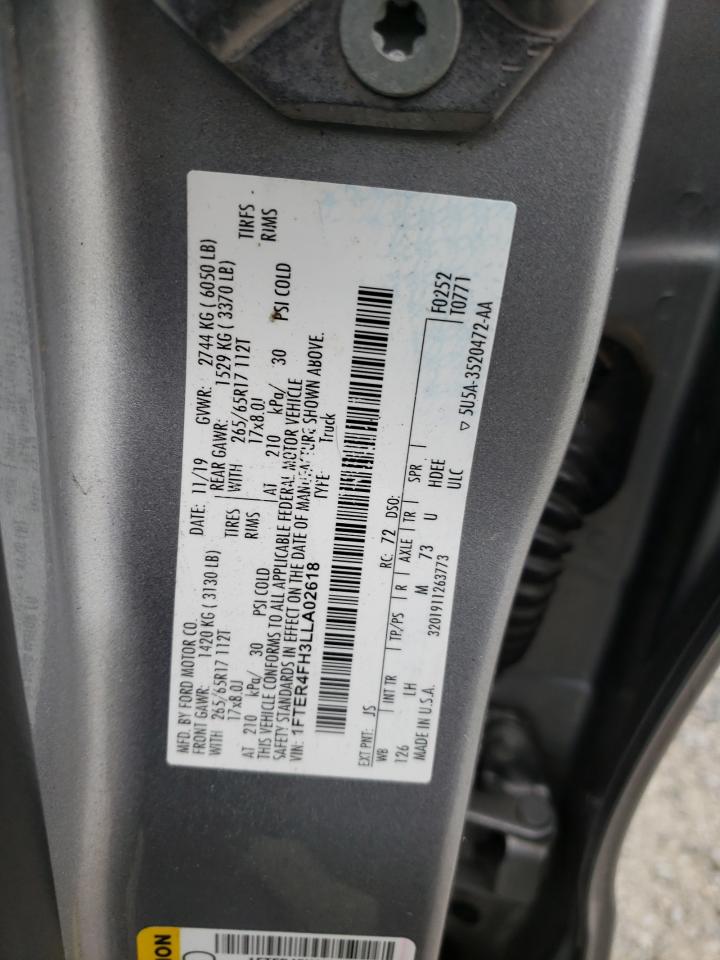 MFD. BY FORD MOTOR CO.
DATE: 11/19
GVWR: 2744 KG ( 6050 LB)
FRONT GAWR: 1420 KG ( 3130 LB)
REAR GAWR: 1529 KG ( 3370 LB)
WITH 265/65R17 112T TIRES
WITH 265/65R17 112T TIRES
17x8.0J RIMS
17x8.0J RIMS
AT 210 kPa/ 30 PSI COLD
AT 210 kPa/ 30 PSI COLD
THIS VEHICLE CONFORMS TO ALL APPLICABLE FEDERAL MOTOR VEHICLE
SAFETY STANDARDS IN EFFECT ON THE DATE OF MANUFACTURE SHOWN ABOVE.
VIN: 1FTER4FH3LLA02618
TYPE: Truck
EXT PNT: JS RC: 72 DSO: F0252
WB INT TR TP/PS R AXLE TR SPR T0771
126 LH M 73 U HDEE
MADE IN U.S.A. 3201911263773 ULC
▽ 5U5A-3520472-AA